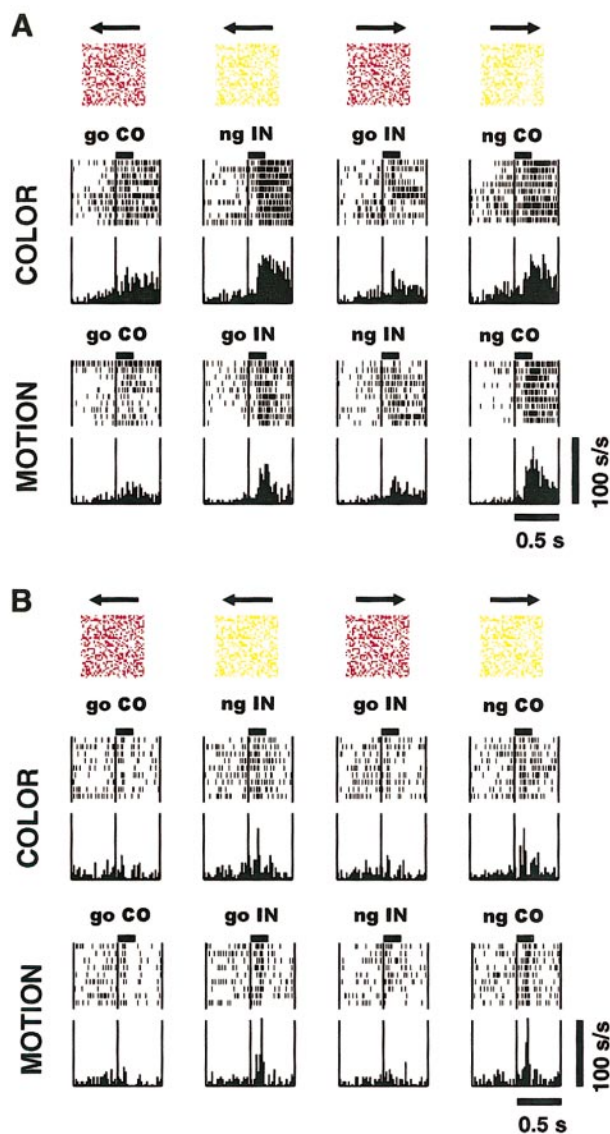 A
go CO ng IN go IN ng CO
COLOR
go CO go IN ng IN ng CO
MOTION
100 s/s
0.5 s
B
go CO ng IN go IN ng CO
COLOR
go CO go IN ng IN ng CO
MOTION
100 s/s
0.5 s